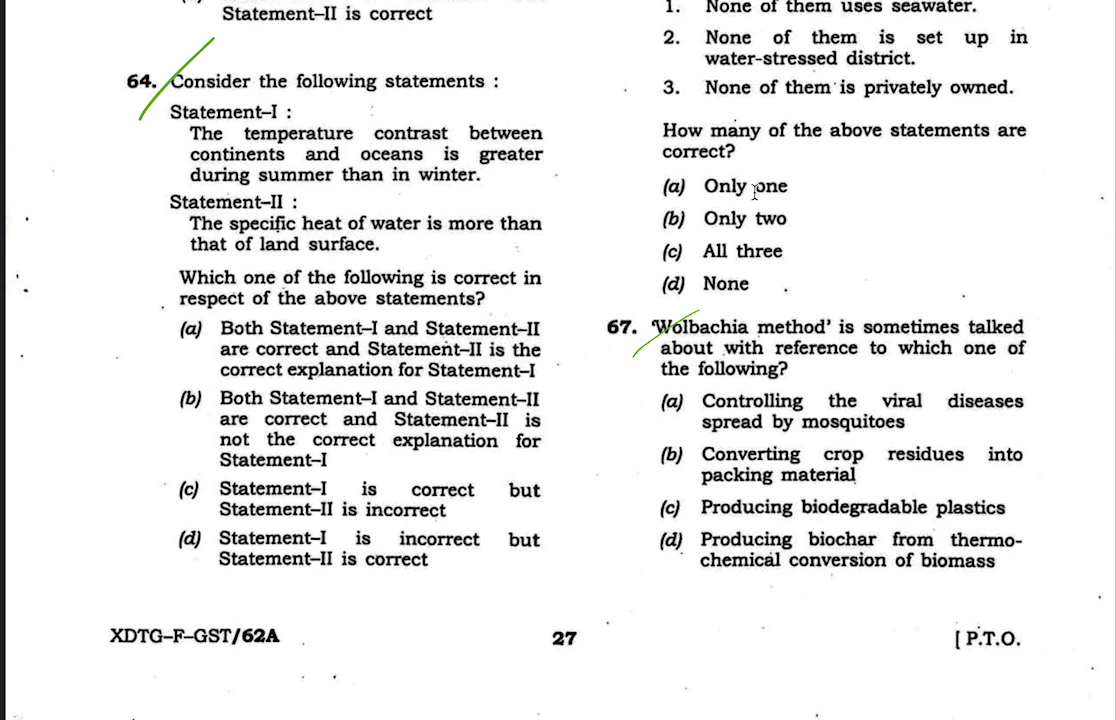 Statement–II is correct
64. Consider the following statements :
Statement–I :
The temperature contrast between
continents and oceans is greater
during summer than in winter.
Statement–II :
The specific heat of water is more than
that of land surface.
Which one of the following is correct in
respect of the above statements?
(a) Both Statement–I and Statement–II
are correct and Statement–II is the
correct explanation for Statement–I
(b) Both Statement–I and Statement–II
are correct and Statement–II is
not the correct explanation for
Statement–I
(c) Statement–I is correct but
Statement–II is incorrect
(d) Statement–I is incorrect but
Statement–II is correct
1. None of them uses seawater.
2. None of them is set up in
water-stressed district.
3. None of them is privately owned.
How many of the above statements are
correct?
(a) Only one
(b) Only two
(c) All three
(d) None
67. ‘Wolbachia method’ is sometimes talked
about with reference to which one of
the following?
(a) Controlling the viral diseases
spread by mosquitoes
(b) Converting crop residues into
packing material
(c) Producing biodegradable plastics
(d) Producing biochar from thermo-
chemical conversion of biomass
XDTG–F–GST/62A
27
[ P.T.O.